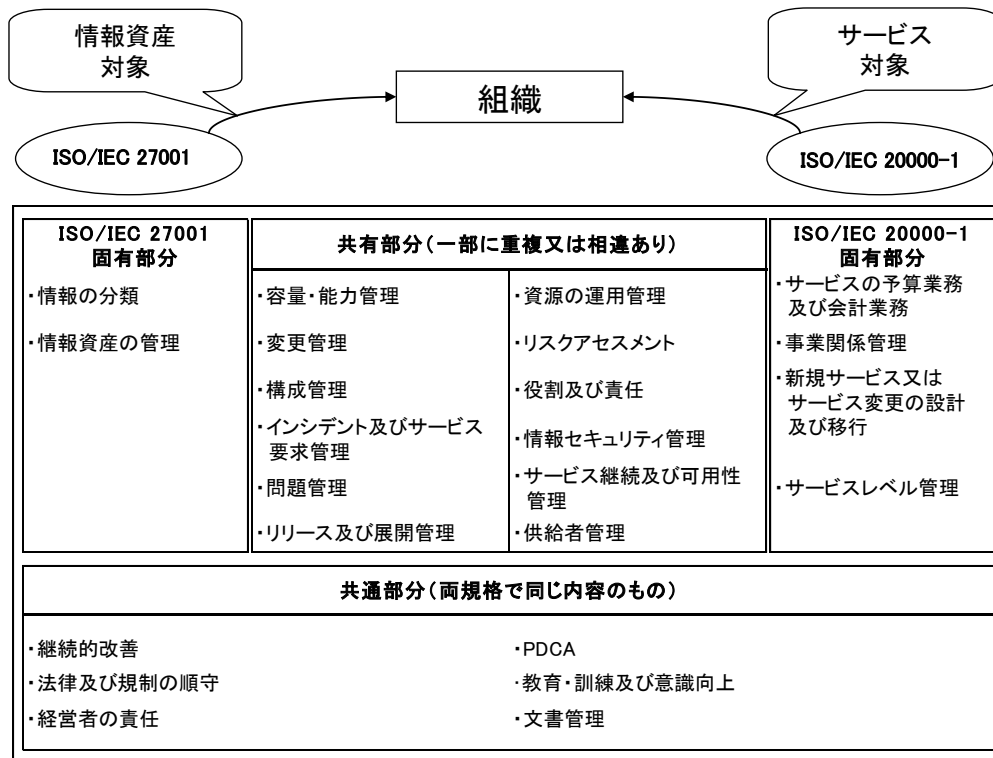 情報資産
対象
サービス
対象
組織
ISO/IEC 27001
ISO/IEC 20000-1
ISO/IEC 27001
固有部分
・情報の分類
・情報資産の管理
共有部分(一部に重複又は相違あり)
・容量・能力管理
・変更管理
・構成管理
・インシデント及びサービス
要求管理
・問題管理
・リリース及び展開管理
・資源の運用管理
・リスクアセスメント
・役割及び責任
・情報セキュリティ管理
・サービス継続及び可用性
管理
・供給者管理
ISO/IEC 20000-1
固有部分
・サービスの予算業務
及び会計業務
・事業関係管理
・新規サービス又は
サービス変更の設計
及び移行
・サービスレベル管理
共通部分(両規格で同じ内容のもの)
・継続的改善
・法律及び規制の順守
・経営者の責任
・PDCA
・教育・訓練及び意識向上
・文書管理